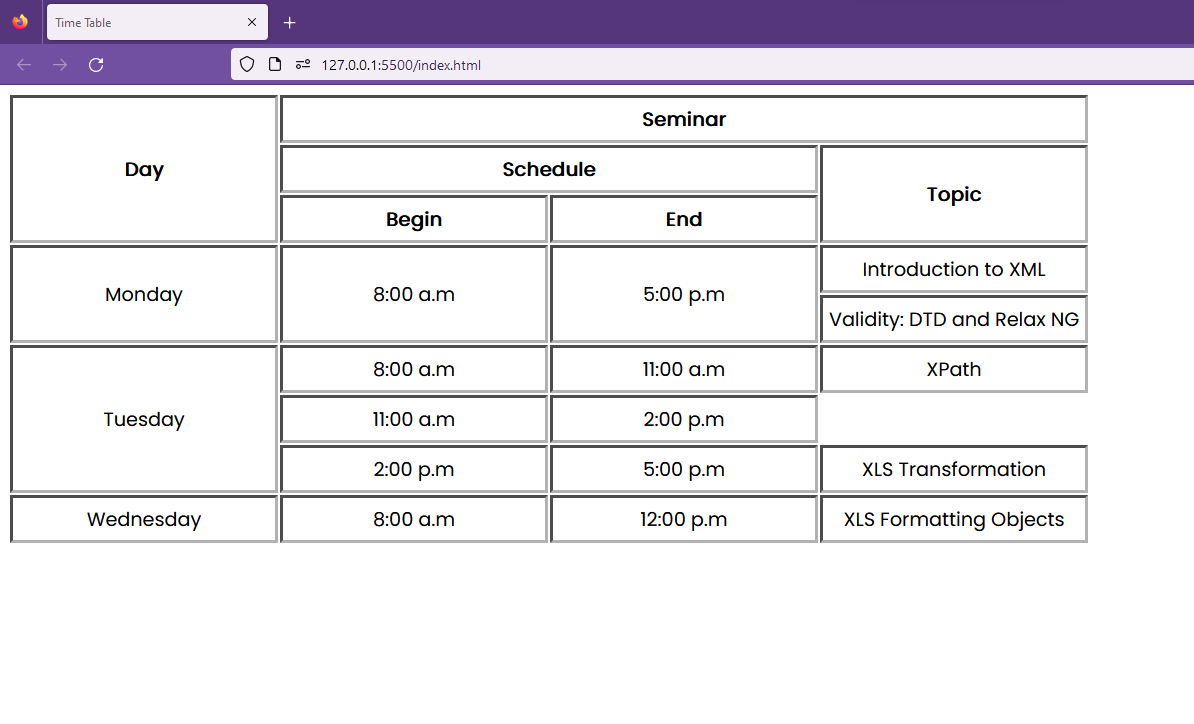 Time Table
127.0.0.1:5500/index.html
Day
Seminar
Schedule
Topic
Begin
End
Monday
8:00 a.m
5:00 p.m
Introduction to XML
Validity: DTD and Relax NG
Tuesday
8:00 a.m
11:00 a.m
XPath
11:00 a.m
2:00 p.m
2:00 p.m
5:00 p.m
XLS Transformation
Wednesday
8:00 a.m
12:00 p.m
XLS Formatting Objects